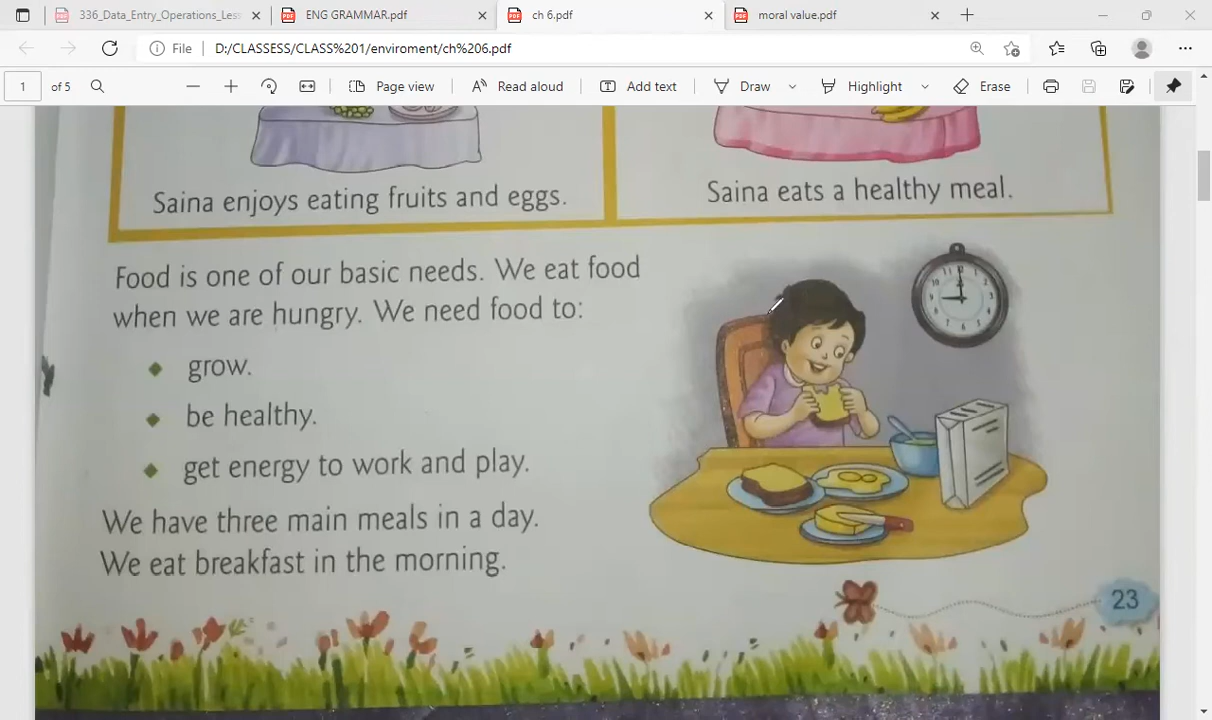 336_Data_Entry_Operations_Less
ENG GRAMMAR.pdf
ch 6.pdf
moral value.pdf
File
D:/CLASSESS/CLASS%201/enviroment/ch%206.pdf
1 of 5
Page view
Read aloud
Add text
Draw
Highlight
Erase
Saina enjoys eating fruits and eggs.
Saina eats a healthy meal.
Food is one of our basic needs. We eat food
when we are hungry. We need food to:
grow.
be healthy.
get energy to work and play.
We have three main meals in a day.
We eat breakfast in the morning.
23